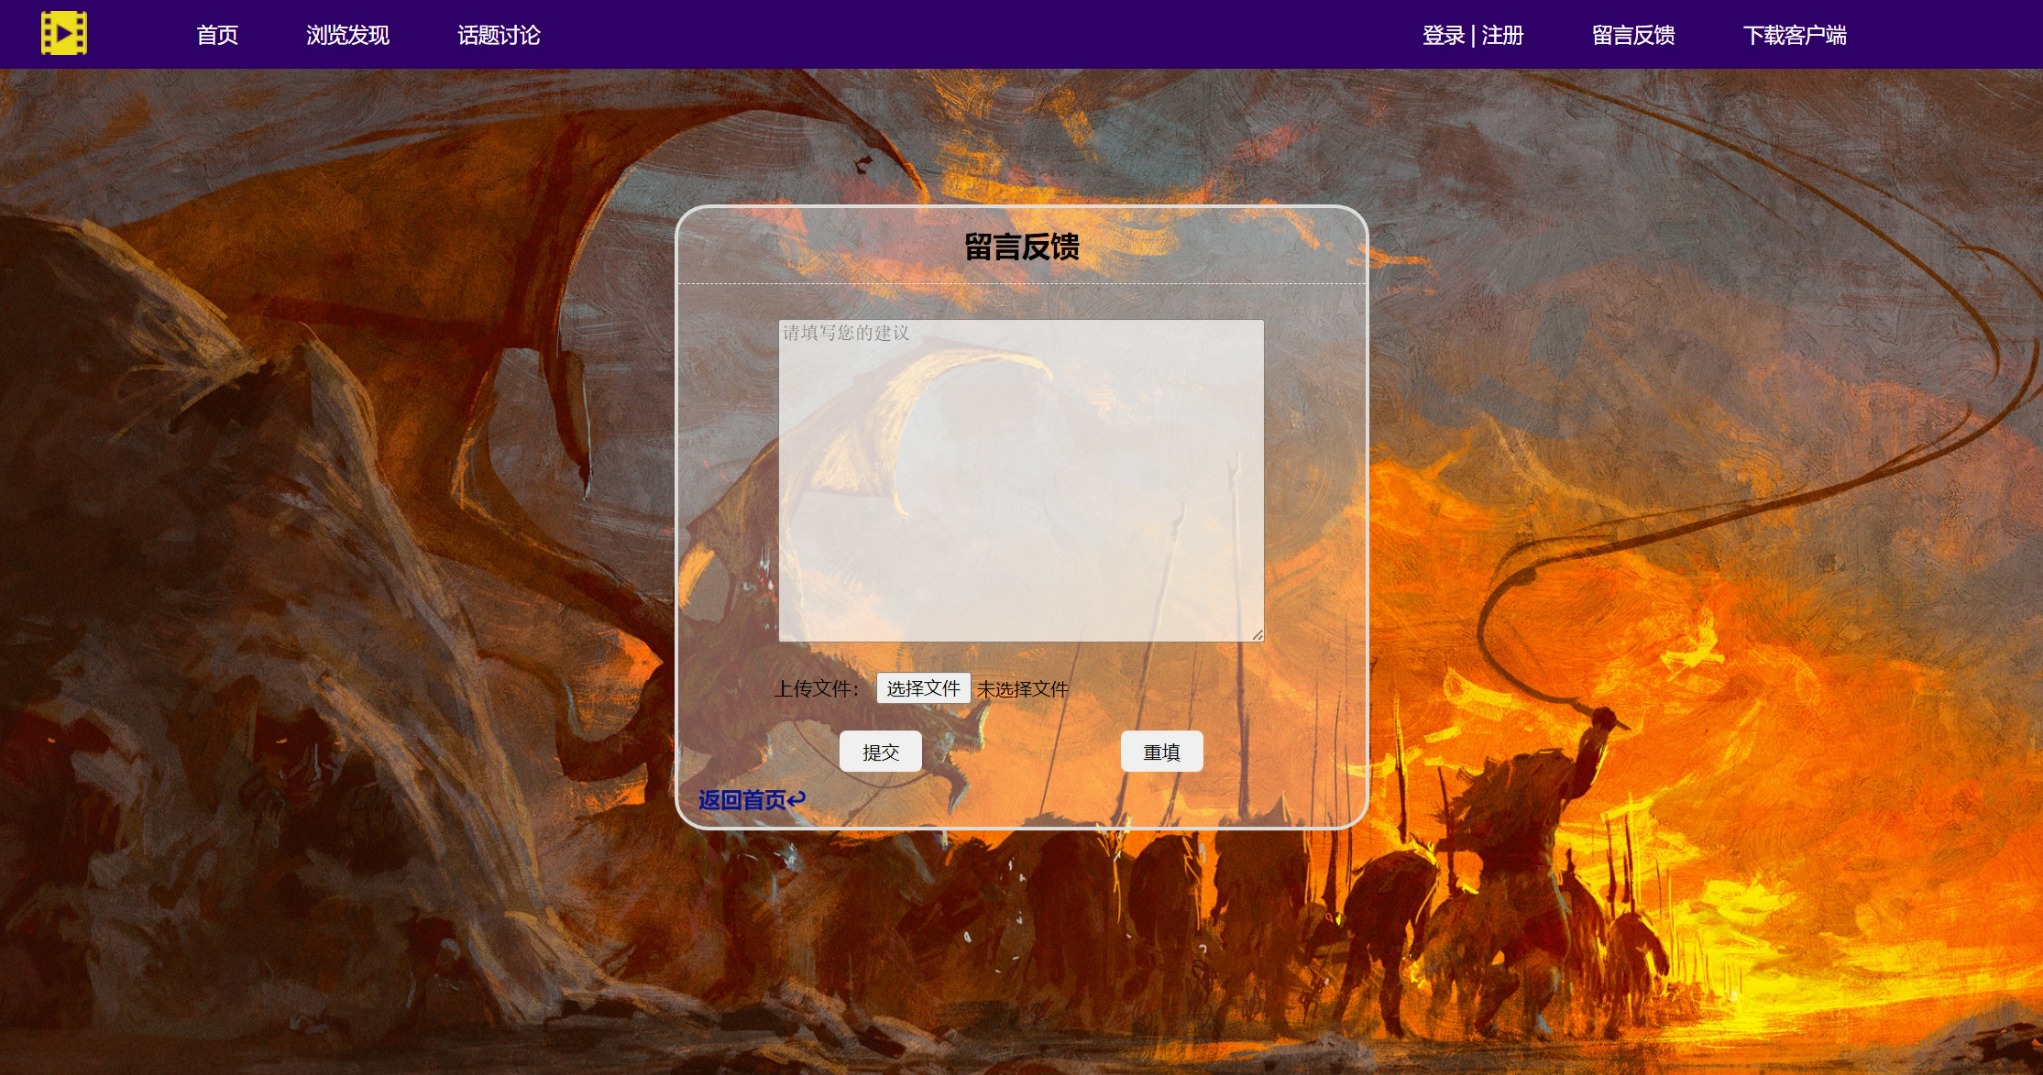 首页 浏览发现 话题讨论 登录 | 注册 留言反馈 下载客户端
留言反馈
请填写您的建议
上传文件： 选择文件 未选择文件
提交 重填
返回首页↩